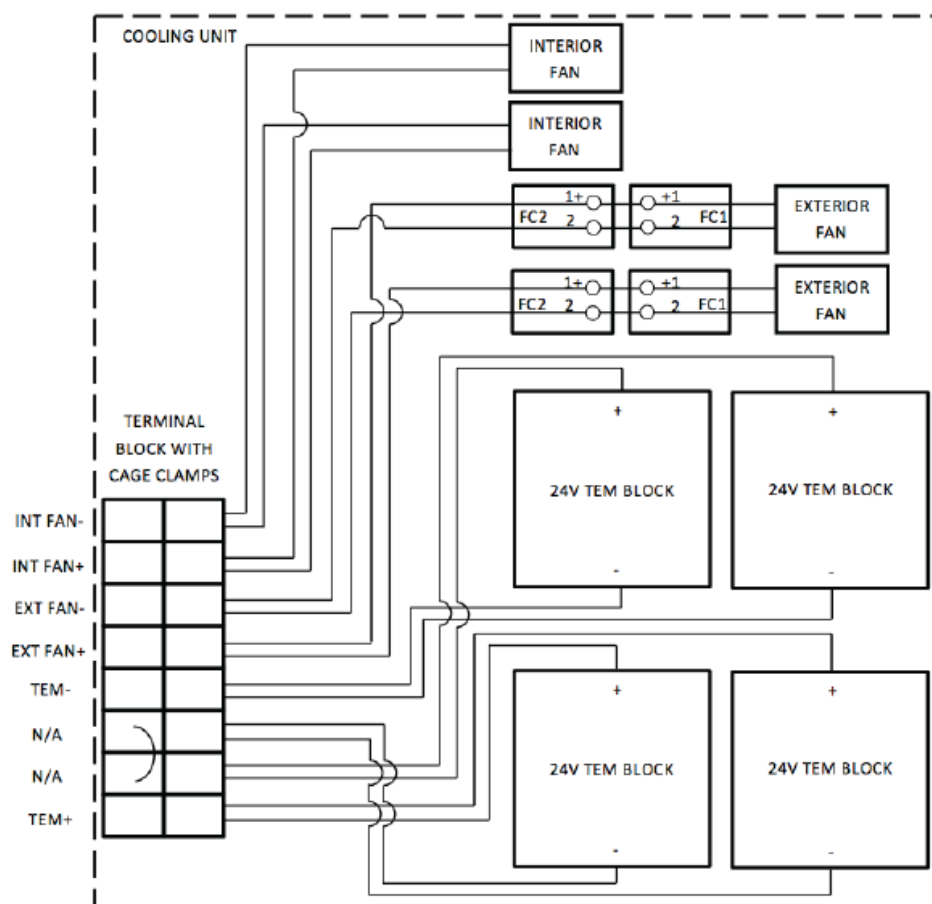 COOLING UNIT
INTERIOR
FAN
INTERIOR
FAN
1+
+1
FC2
2
2
FC1
EXTERIOR
FAN
1+
+1
FC2
2
2
FC1
EXTERIOR
FAN
TERMINAL
BLOCK WITH
CAGE CLAMPS
INT FAN-
INT FAN+
EXT FAN-
EXT FAN+
TEM-
N/A
N/A
TEM+
+
24V TEM BLOCK
-
+
24V TEM BLOCK
-
+
24V TEM BLOCK
-
+
24V TEM BLOCK
-